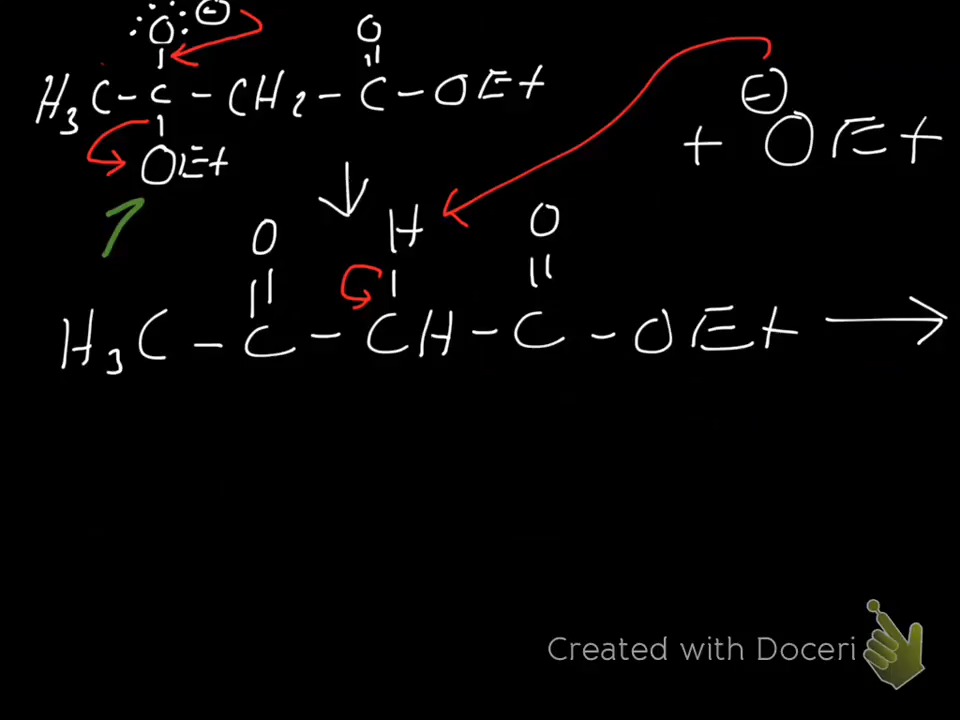 O ⊖ O
H₃C - C - CH₂ - C - OEt
OEt
+ ⊖OEt
O H O
H₃C - C - CH - C - OEt →
Created with Doceri